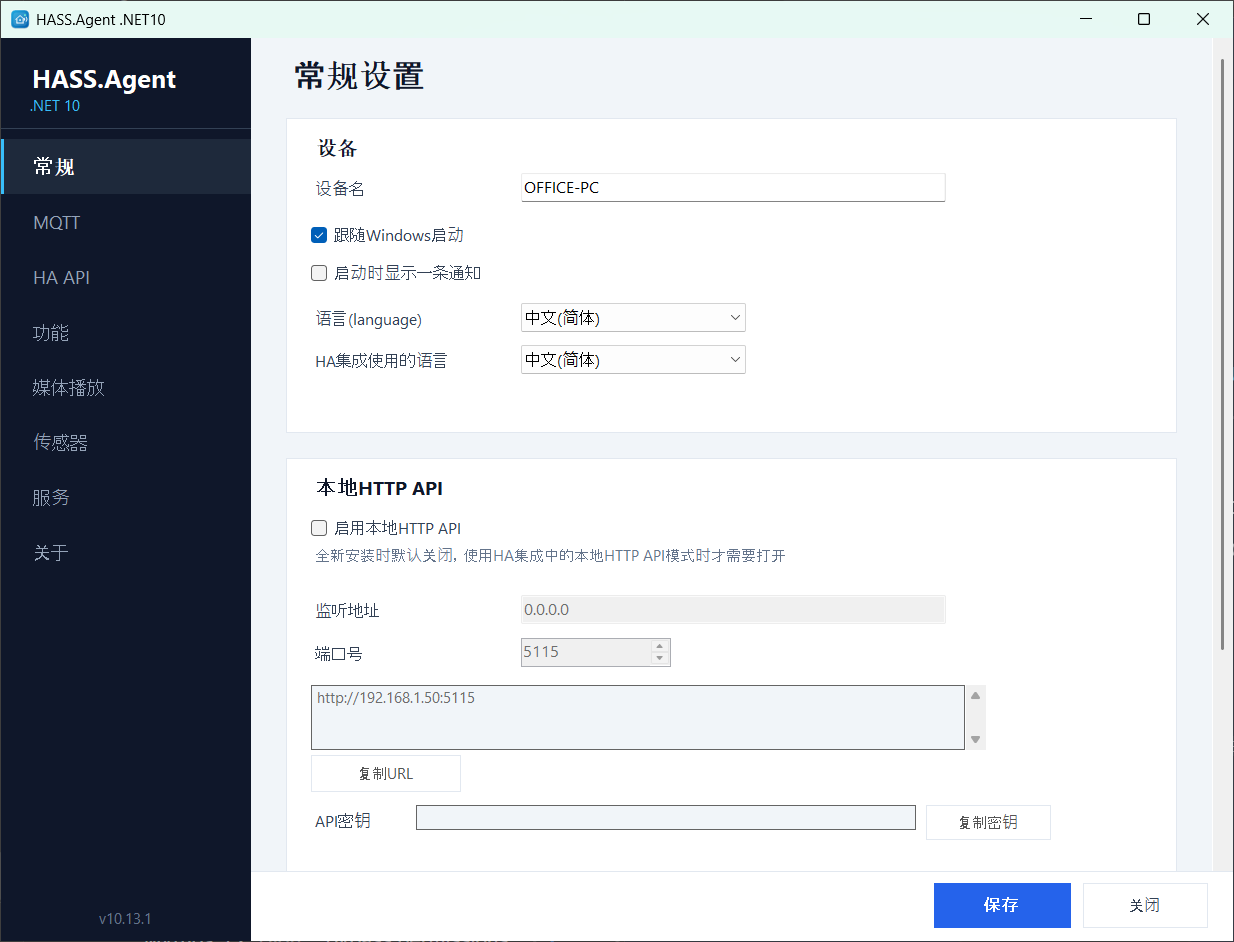 HASS.Agent .NET10
HASS.Agent
.NET 10
常规
MQTT
HA API
功能
媒体播放
传感器
服务
关于
v10.13.1
常规设置
设备
设备名
OFFICE-PC
跟随Windows启动
启动时显示一条通知
语言(language)
中文(简体)
HA集成使用的语言
中文(简体)
本地HTTP API
启用本地HTTP API
全新安装时默认关闭, 使用HA集成中的本地HTTP API模式时才需要打开
监听地址
0.0.0.0
端口号
5115
http://192.168.1.50:5115
复制URL
API密钥
复制密钥
保存
关闭